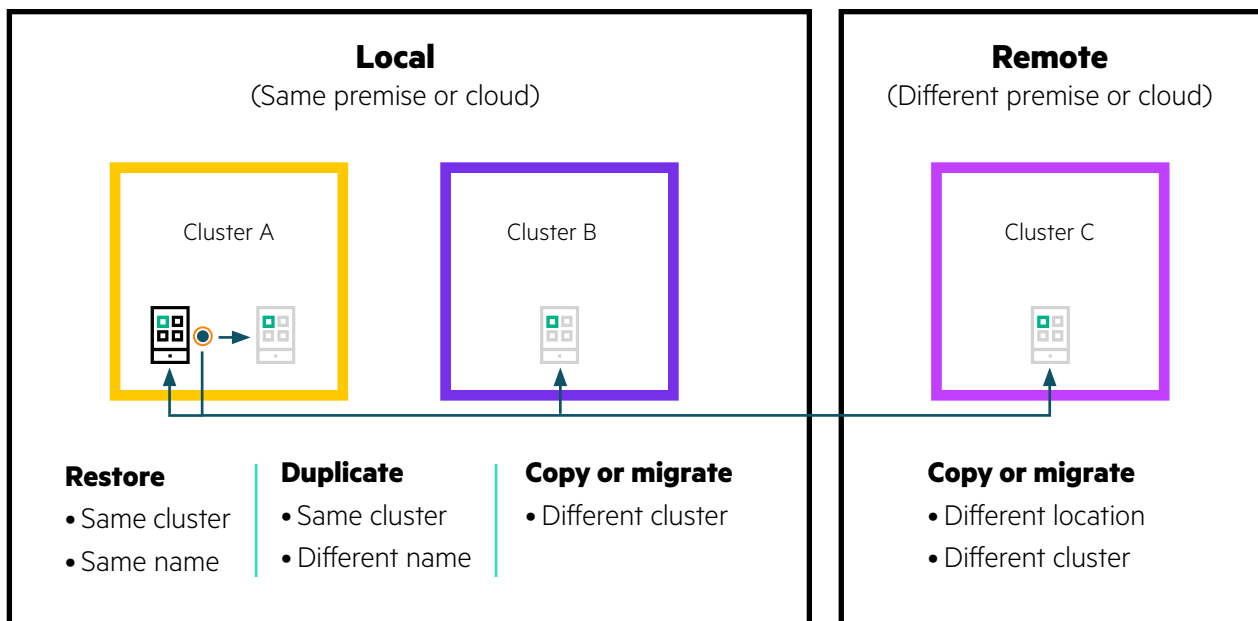 Local
(Same premise or cloud)
Cluster A
Cluster B
Restore
• Same cluster
• Same name
Duplicate
• Same cluster
• Different name
Copy or migrate
• Different cluster
Remote
(Different premise or cloud)
Cluster C
Copy or migrate
• Different location
• Different cluster